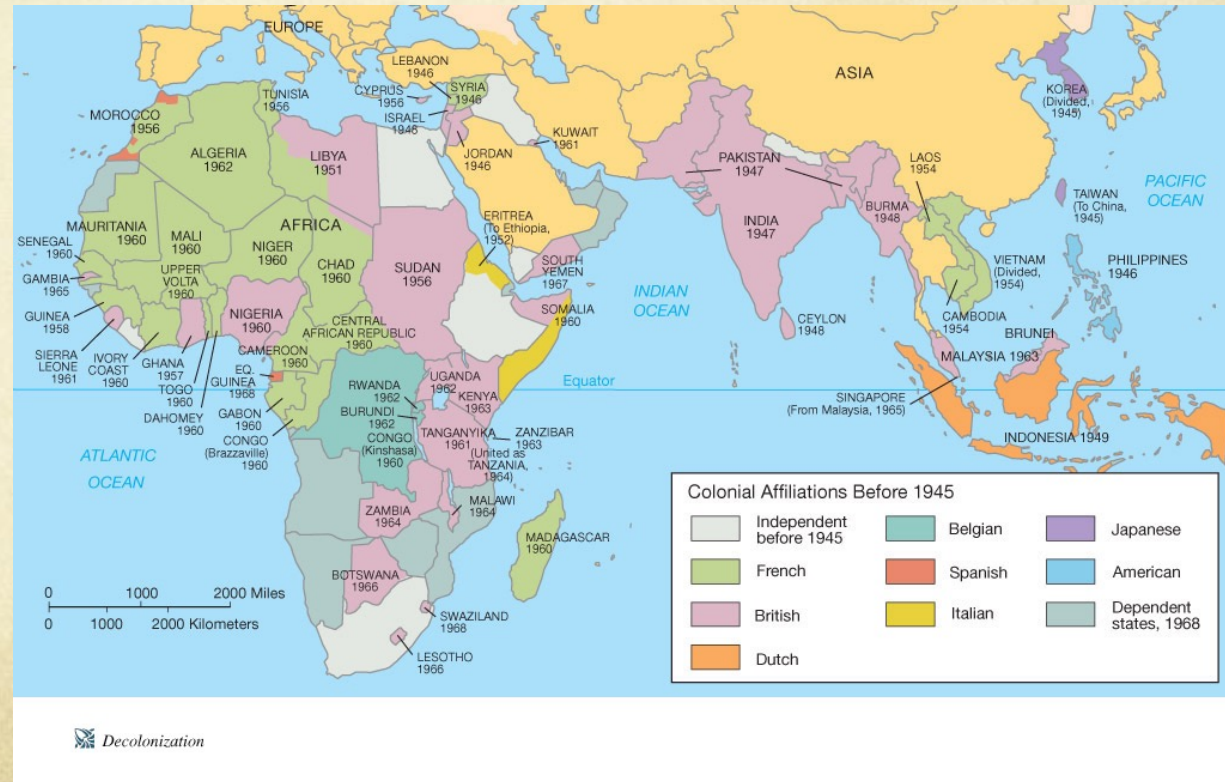 EUROPE
ASIA
LEBANON
1946
CYPRUS
1956
SYRIA
1946
ISRAEL
1948
TUNISIA
1956
MOROCCO
1956
ALGERIA
1962
LIBYA
1951
JORDAN
1946
KUWAIT
1961
PAKISTAN
1947
INDIA
1947
BURMA
1948
LAOS
1954
KOREA
(Divided,
1945)
TAIWAN
(To China,
1945)
PACIFIC
OCEAN
MAURITANIA
1960
SENEGAL
1960
GAMBIA
1965
GUINEA
1958
SIERRA
LEONE
1961
MALI
1960
UPPER
VOLTA
1960
AFRICA
NIGER
1960
CHAD
1960
SUDAN
1956
ERITREA
(To Ethiopia,
1952)
SOUTH
YEMEN
1967
SOMALIA
1960
INDIAN
OCEAN
CEYLON
1948
VIETNAM
(Divided,
1954)
PHILIPPINES
1946
CAMBODIA
1954
BRUNEI
MALAYSIA 1963
SINGAPORE
(From Malaysia, 1965)
INDONESIA 1949
IVORY
COAST
1960
GHANA
1957
TOGO
1960
DAHOMEY
1960
NIGERIA
1960
CAMEROON
1960
CENTRAL
AFRICAN REPUBLIC
1960
EQ.
GUINEA
1968
GABON
1960
CONGO
(Brazzaville)
1960
RWANDA
1962
BURUNDI
1962
CONGO
(Kinshasa)
1960
UGANDA
1962
KENYA
1963
Equator
TANGANYIKA
1961
(United as
TANZANIA,
1964)
ZANZIBAR
1963
MALAWI
1964
ZAMBIA
1964
MADAGASCAR
1960
BOTSWANA
1966
SWAZILAND
1968
LESOTHO
1966
ATLANTIC
OCEAN
0 1000 2000 Miles
0 1000 2000 Kilometers
Colonial Affiliations Before 1945
Independent
before 1945
French
British
Dutch
Belgian
Spanish
Italian
Japanese
American
Dependent
states, 1968
Decolonization